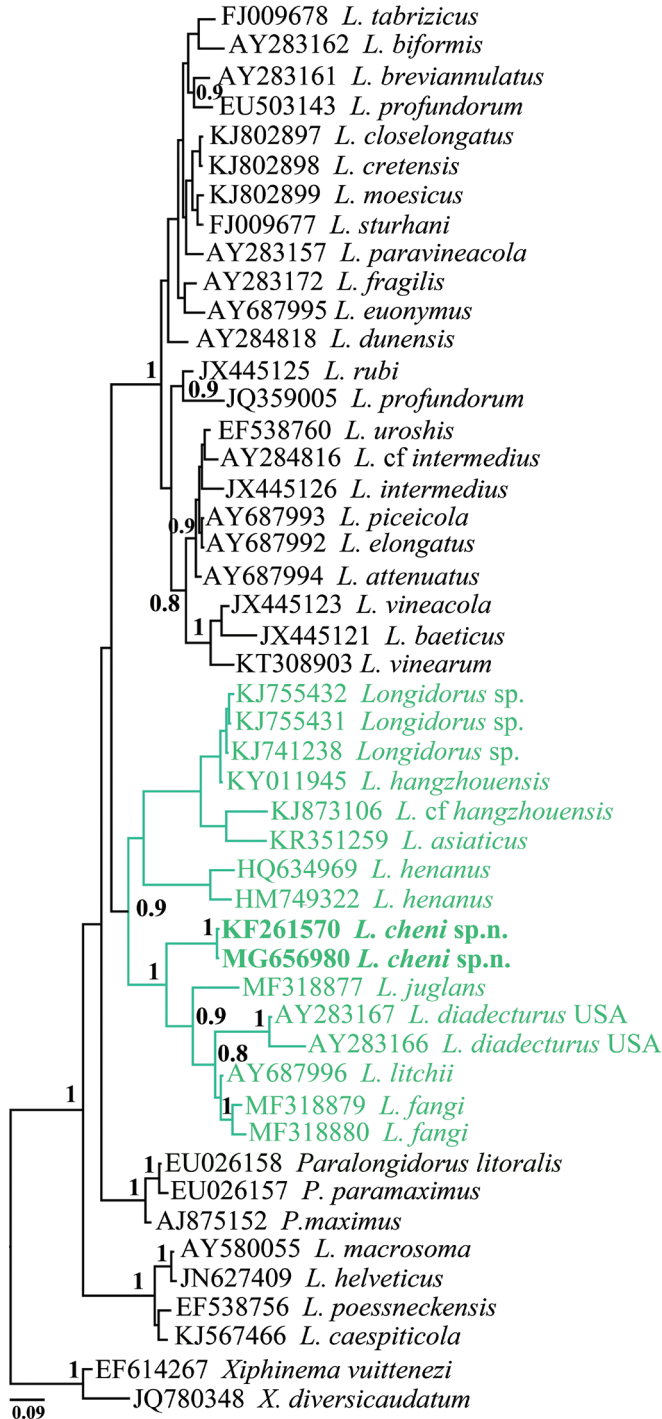 FJ009678 L. tabrizicus
AY283162 L. biformis
AY283161 L. breviannulatus
0.9
EU503143 L. profundorum
KJ802897 L. closelongatus
KJ802898 L. cretensis
KJ802899 L. moesicus
FJ009677 L. sturhani
AY283157 L. paravineacola
AY283172 L. fragilis
AY687995 L. euonymus
AY284818 L. dunensis
1
JX445125 L. rubi
0.9
JQ359005 L. profundorum
EF538760 L. uroshis
AY284816 L. cf intermedius
JX445126 L. intermedius
AY687993 L. piceicola
0.9
AY687992 L. elongatus
AY687994 L. attenuatus
0.8
JX445123 L. vineacola
1
JX445121 L. baeticus
KT308903 L. vinearum
KJ755432 Longidorus sp.
KJ755431 Longidorus sp.
KJ741238 Longidorus sp.
KY011945 L. hangzhouensis
KJ873106 L. cf hangzhouensis
KR351259 L. asiaticus
HQ634969 L. henanus
HM749322 L. henanus
0.9
1
KF261570 L. cheni sp.n.
MG656980 L. cheni sp.n.
1
MF318877 L. juglans
0.9
1
AY283167 L. diadecturus USA
AY283166 L. diadecturus USA
0.8
AY687996 L. litchii
1
MF318879 L. fangi
MF318880 L. fangi
1
1
EU026158 Paralongidorus litoralis
1
EU026157 P. paramaximus
AJ875152 P.maximus
1
AY580055 L. macrosoma
1
JN627409 L. helveticus
EF538756 L. poessneckensis
KJ567466 L. caespiticola
1
EF614267 Xiphinema vuittenezi
JQ780348 X. diversicaudatum
0.09